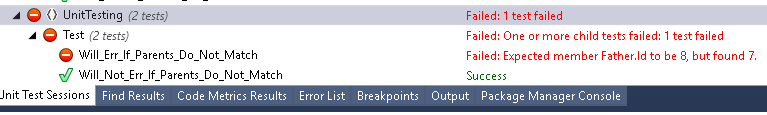 UnitTesting (2 tests) Failed: 1 test failed
Test (2 tests) Failed: One or more child tests failed: 1 test failed
Will_Err_If_Parents_Do_Not_Match Failed: Expected member Father.Id to be 8, but found 7.
Will_Not_Err_If_Parents_Do_Not_Match Success
Unit Test Sessions Find Results Code Metrics Results Error List Breakpoints Output Package Manager Console